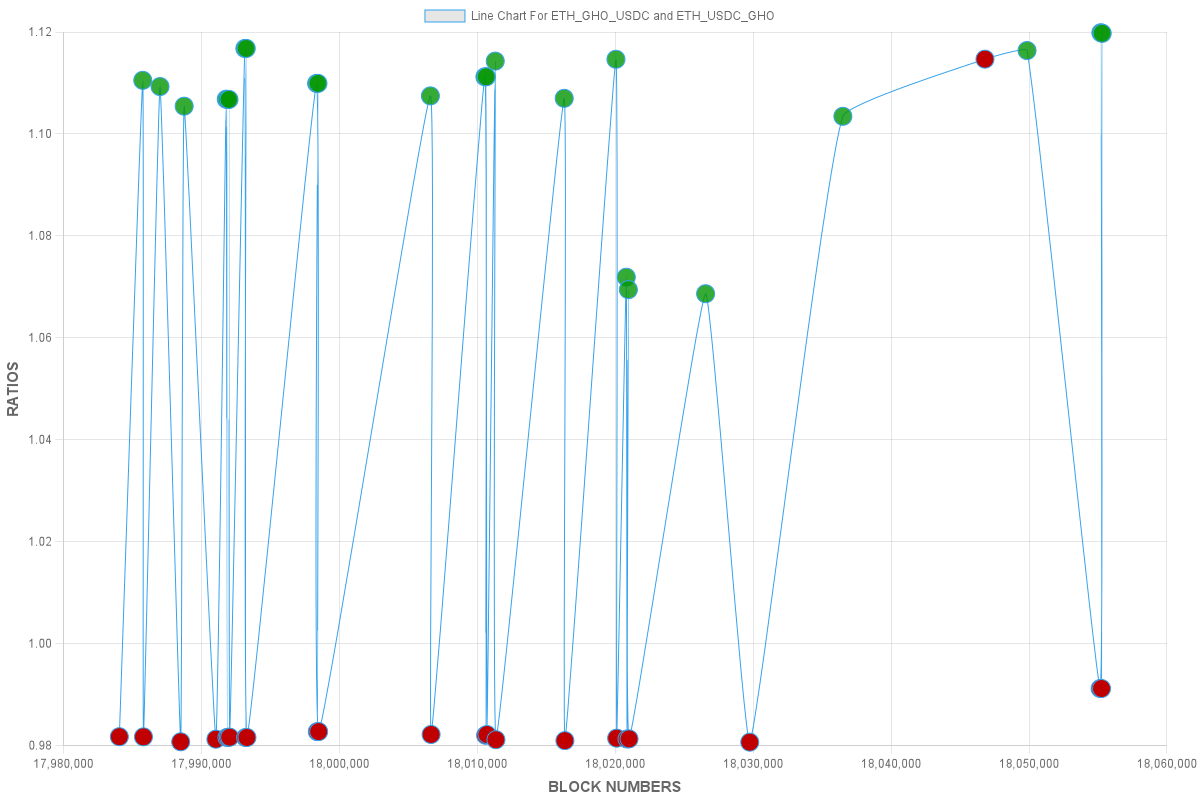 Line Chart For ETH_GHO_USDC and ETH_USDC_GHO
1.12
1.10
1.08
1.06
1.04
1.02
1.00
0.98
RATIOS
17,980,000 17,990,000 18,000,000 18,010,000 18,020,000 18,030,000 18,040,000 18,050,000 18,060,000
BLOCK NUMBERS